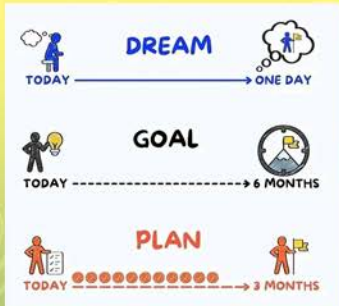 DREAM
TODAY ONE DAY
GOAL
TODAY 6 MONTHS
PLAN
TODAY 3 MONTHS